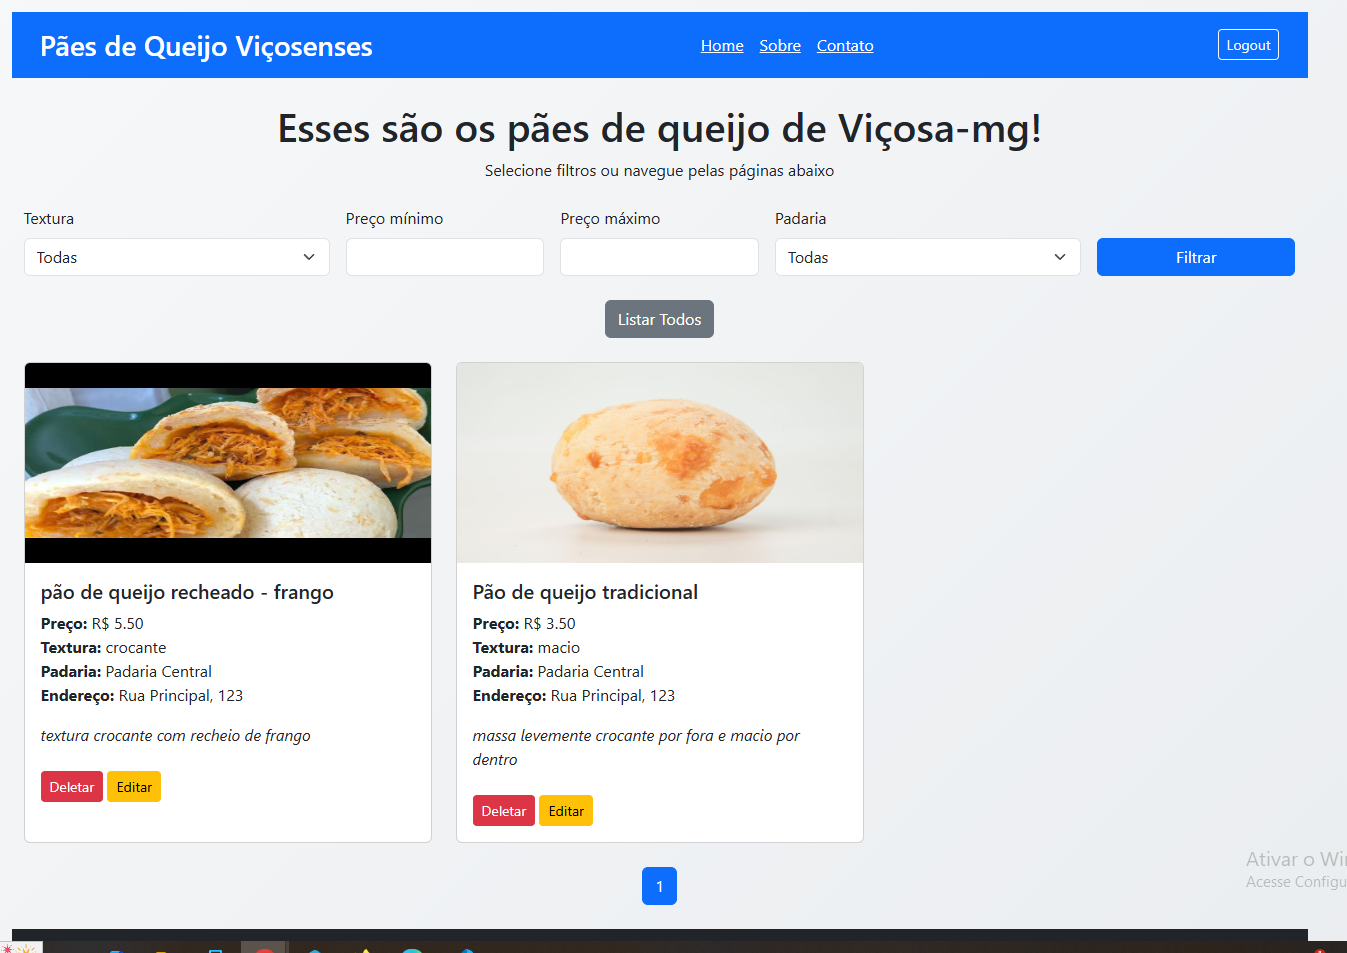 Pães de Queijo Viçosenses
Home Sobre Contato
Logout
Esses são os pães de queijo de Viçosa-mg!
Selecione filtros ou navegue pelas páginas abaixo
Textura
Preço mínimo
Preço máximo
Padaria
Todas
Todas
Filtrar
Listar Todos
pão de queijo recheado - frango
Preço: R$ 5.50
Textura: crocante
Padaria: Padaria Central
Endereço: Rua Principal, 123
textura crocante com recheio de frango
Deletar Editar
Pão de queijo tradicional
Preço: R$ 3.50
Textura: macio
Padaria: Padaria Central
Endereço: Rua Principal, 123
massa levemente crocante por fora e macio por
dentro
Deletar Editar
1
Ativar o Wi
Acesse Configu